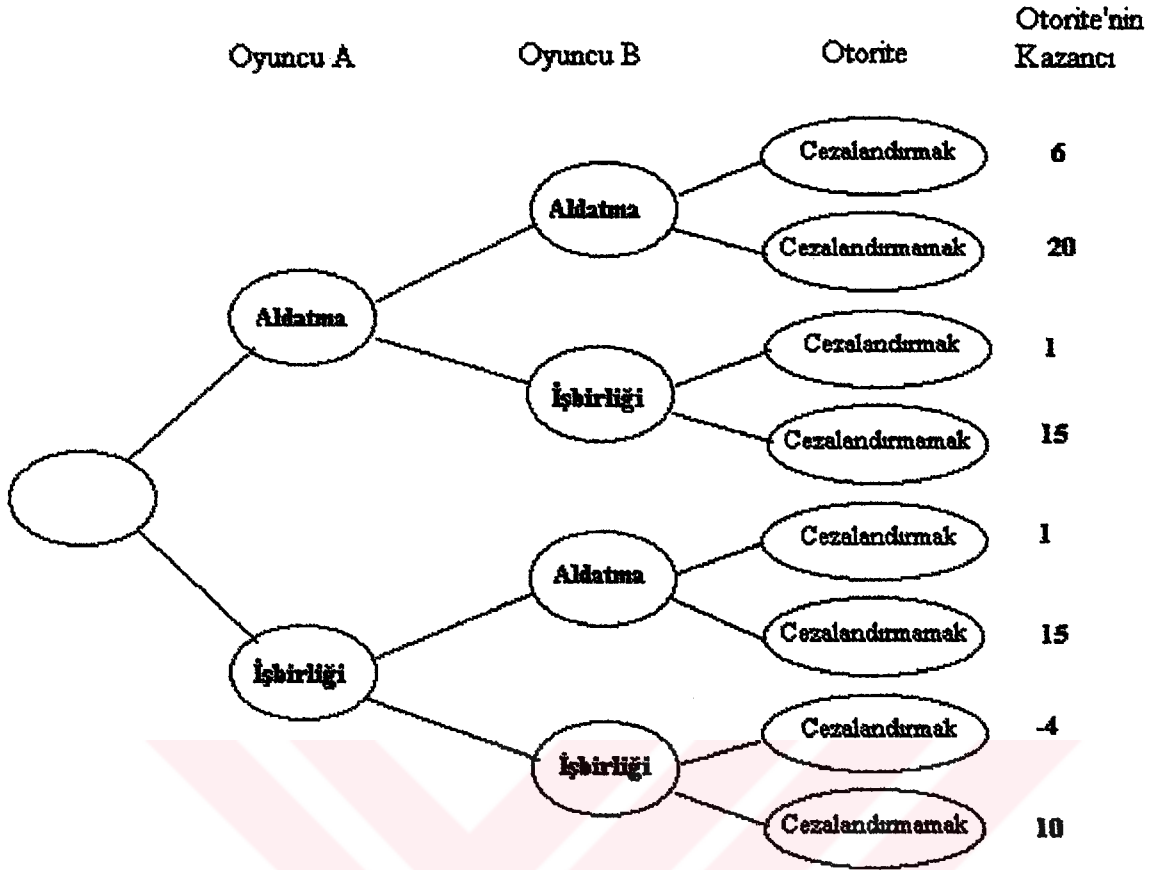 Oyuncu A
Oyuncu B
Otorite
Otorite'nin
Kazancı
Cezalandırmak
6
Aldatma
Cezalandırmamak
20
Aldatma
Cezalandırmak
1
İşbirliği
Cezalandırmamak
15
Cezalandırmak
1
Aldatma
Cezalandırmamak
15
İşbirliği
Cezalandırmak
-4
İşbirliği
Cezalandırmamak
10